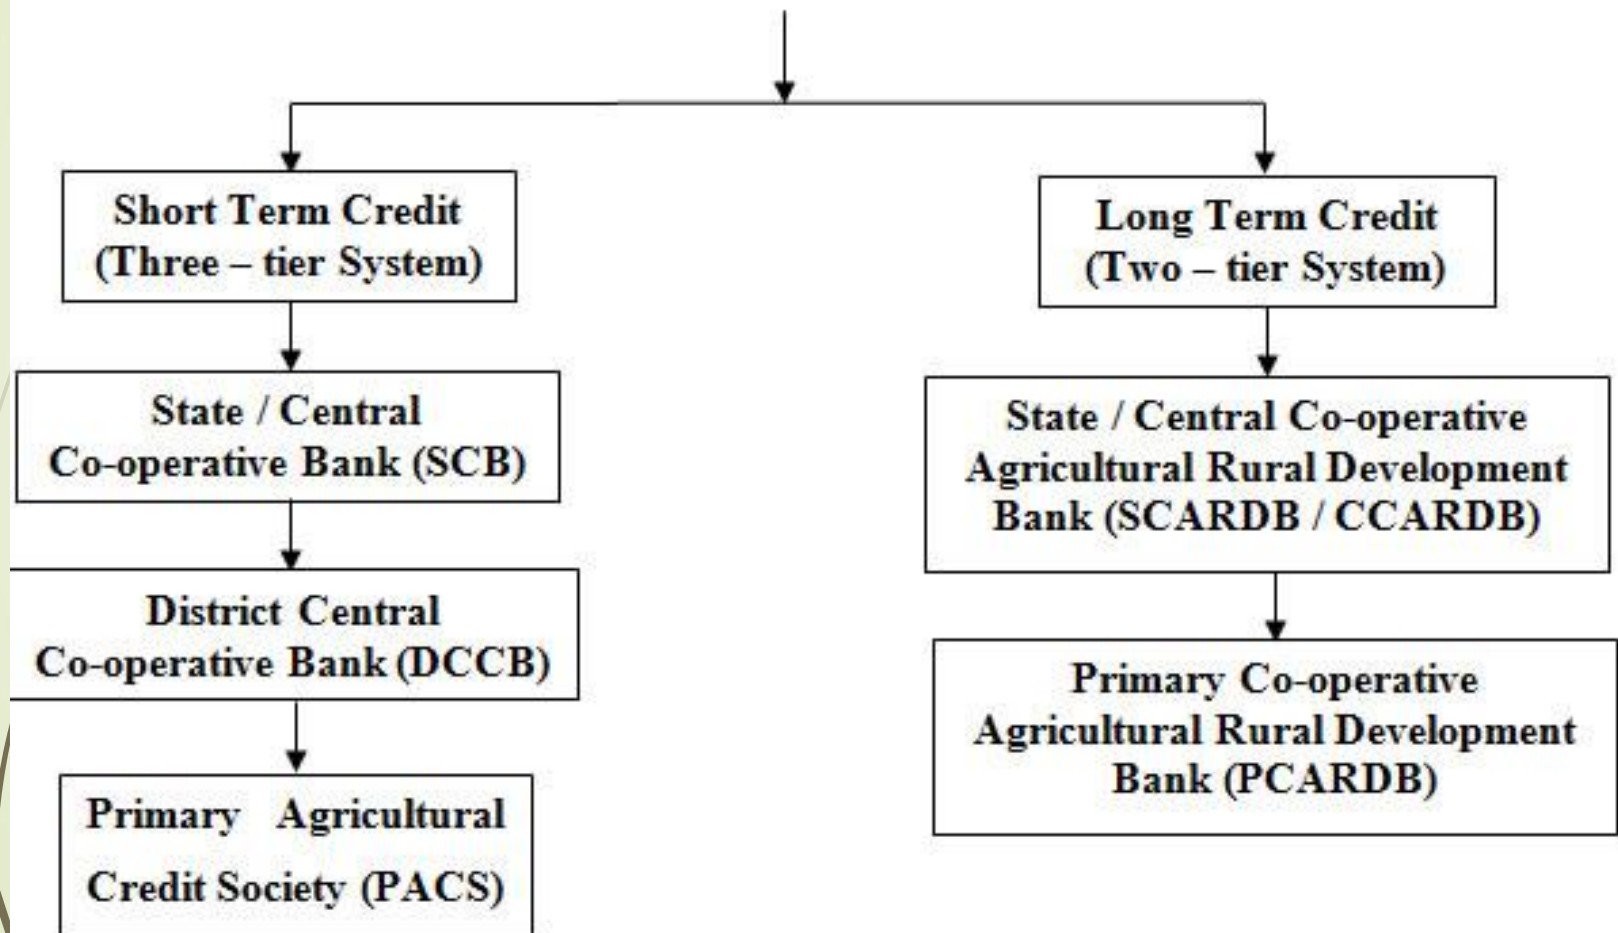 Short Term Credit
(Three – tier System)
State / Central
Co-operative Bank (SCB)
District Central
Co-operative Bank (DCCB)
Primary Agricultural
Credit Society (PACS)
Long Term Credit
(Two – tier System)
State / Central Co-operative
Agricultural Rural Development
Bank (SCARDB / CCARDB)
Primary Co-operative
Agricultural Rural Development
Bank (PCARDB)